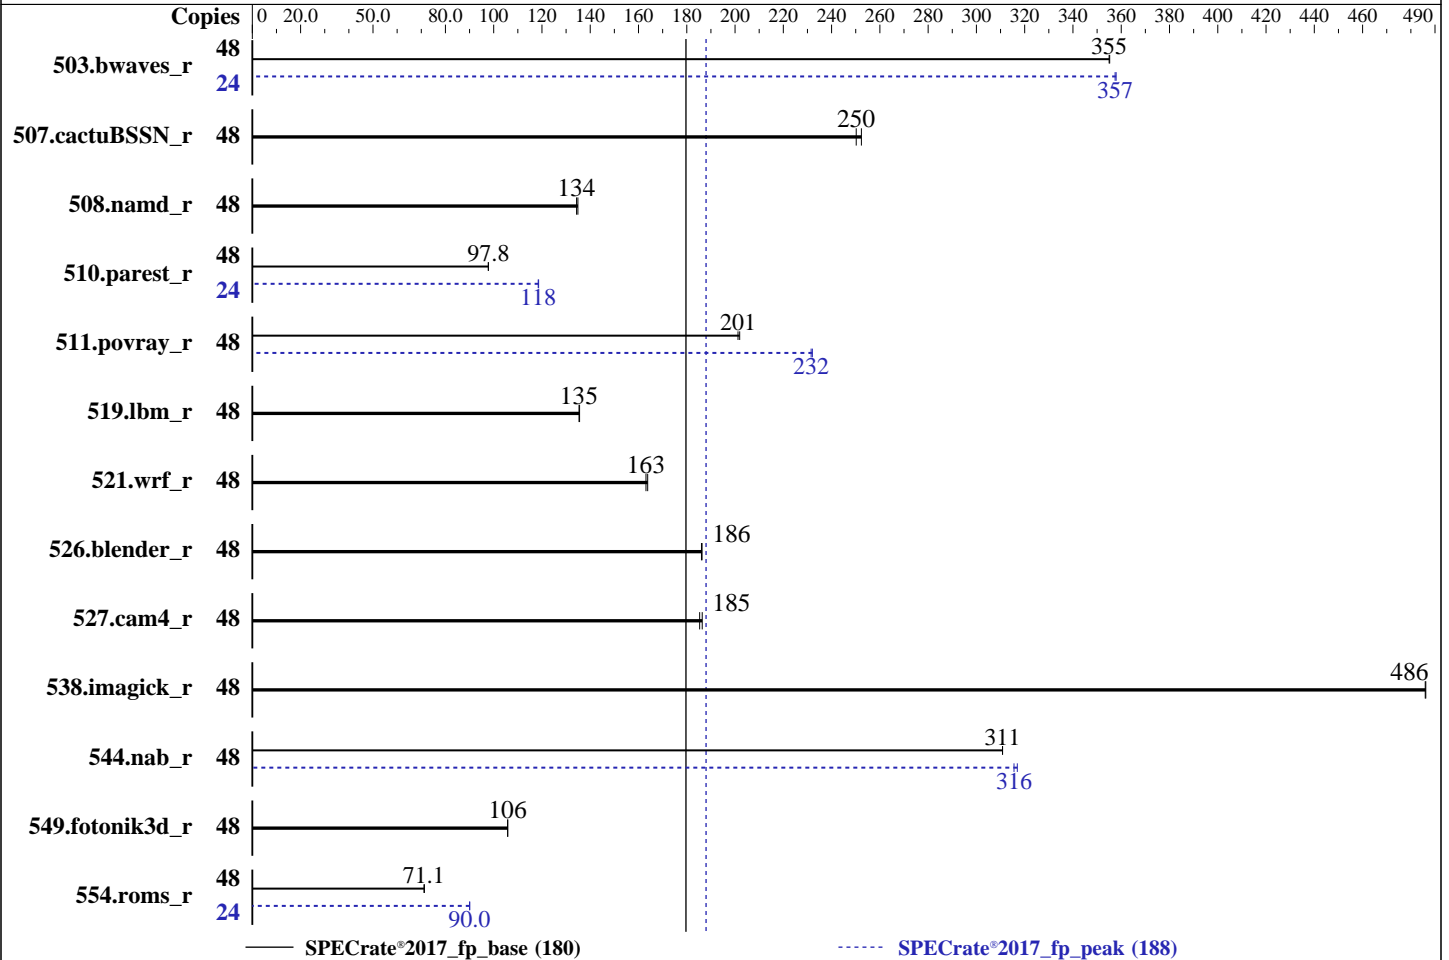 Copies 0 20.0 50.0 80.0 100 120 140 160 180 200 220 240 260 280 300 320 340 360 380 400 420 440 460 490
503.bwaves_r 48 355
24 357
507.cactuBSSN_r 48 250
508.namd_r 48 134
510.parest_r 48 97.8
24 118
511.povray_r 48 201
232
519.lbm_r 48 135
521.wrf_r 48 163
526.blender_r 48 186
527.cam4_r 48 185
538.imagick_r 48 486
544.nab_r 48 311
316
549.fotonik3d_r 48 106
554.roms_r 48 71.1
24 90.0
SPECrate®2017_fp_base (180) SPECrate®2017_fp_peak (188)